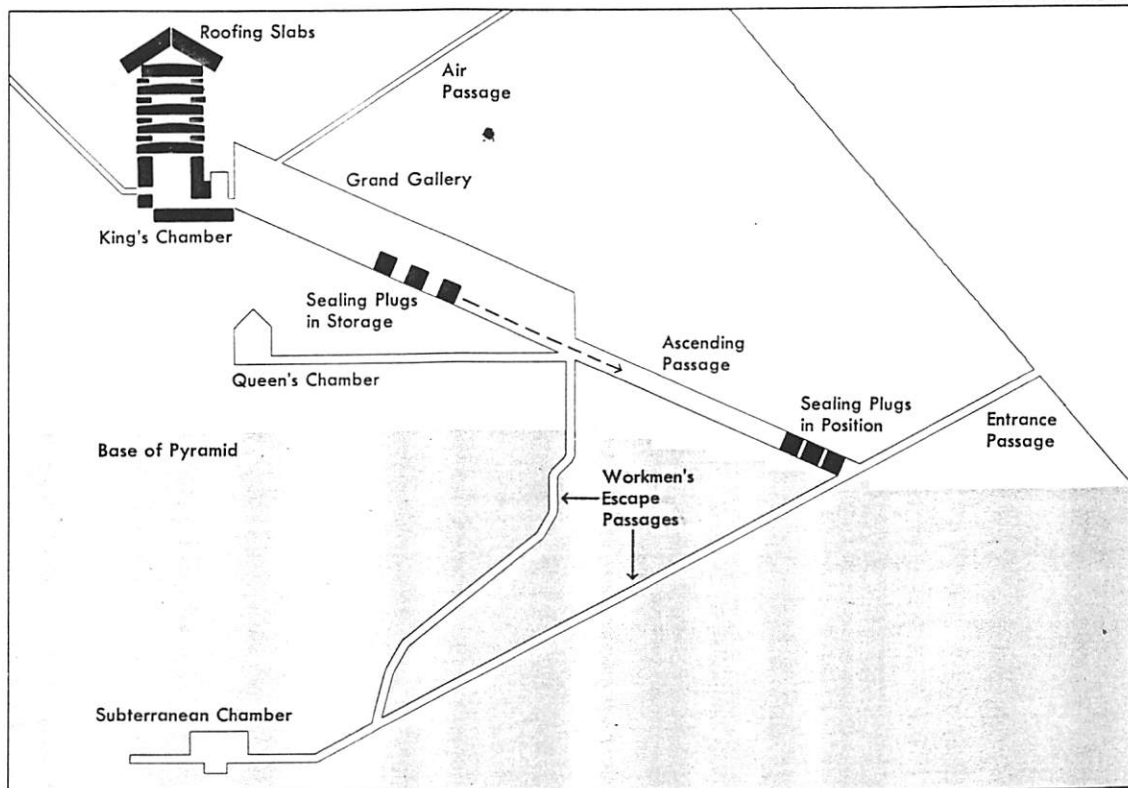 Roofing Slabs
Air
Passage
Grand Gallery
King's Chamber
Sealing Plugs
in Storage
Ascending
Passage
Queen's Chamber
Sealing Plugs
in Position
Entrance
Passage
Base of Pyramid
Workmen's
Escape
Passages
Subterranean Chamber